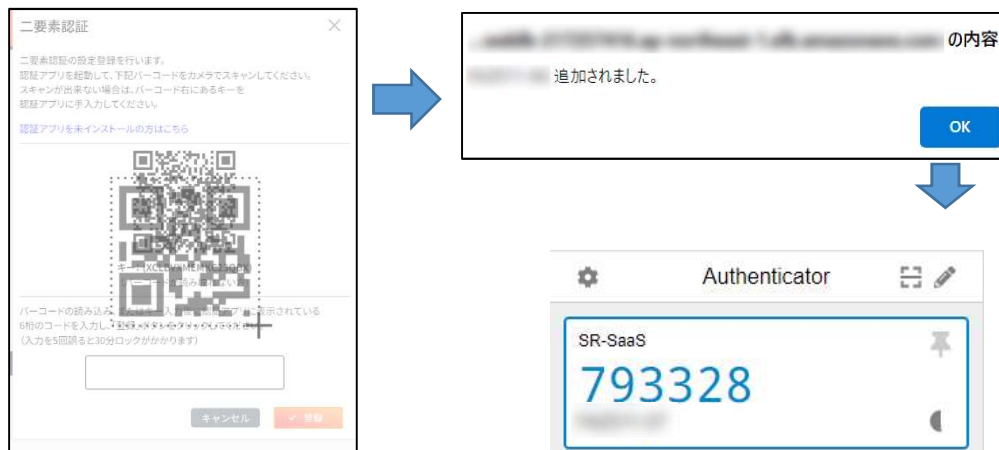 二要素認証
二要素認証の設定登録を行います。
認証アプリを起動して、下記バーコードをカメラでスキャンしてください。
スキャンが出来ない場合は、バーコード右にあるキーを
認証アプリに手入力してください。
認証アプリを未インストールの方はこちら
キー:
バーコードの読み込み、
6桁のコードを入力し、
(入力を5回誤ると30分ロックがかかります)
キャンセル
登録
の内容
追加されました。
OK
Authenticator
SR-SaaS
793328